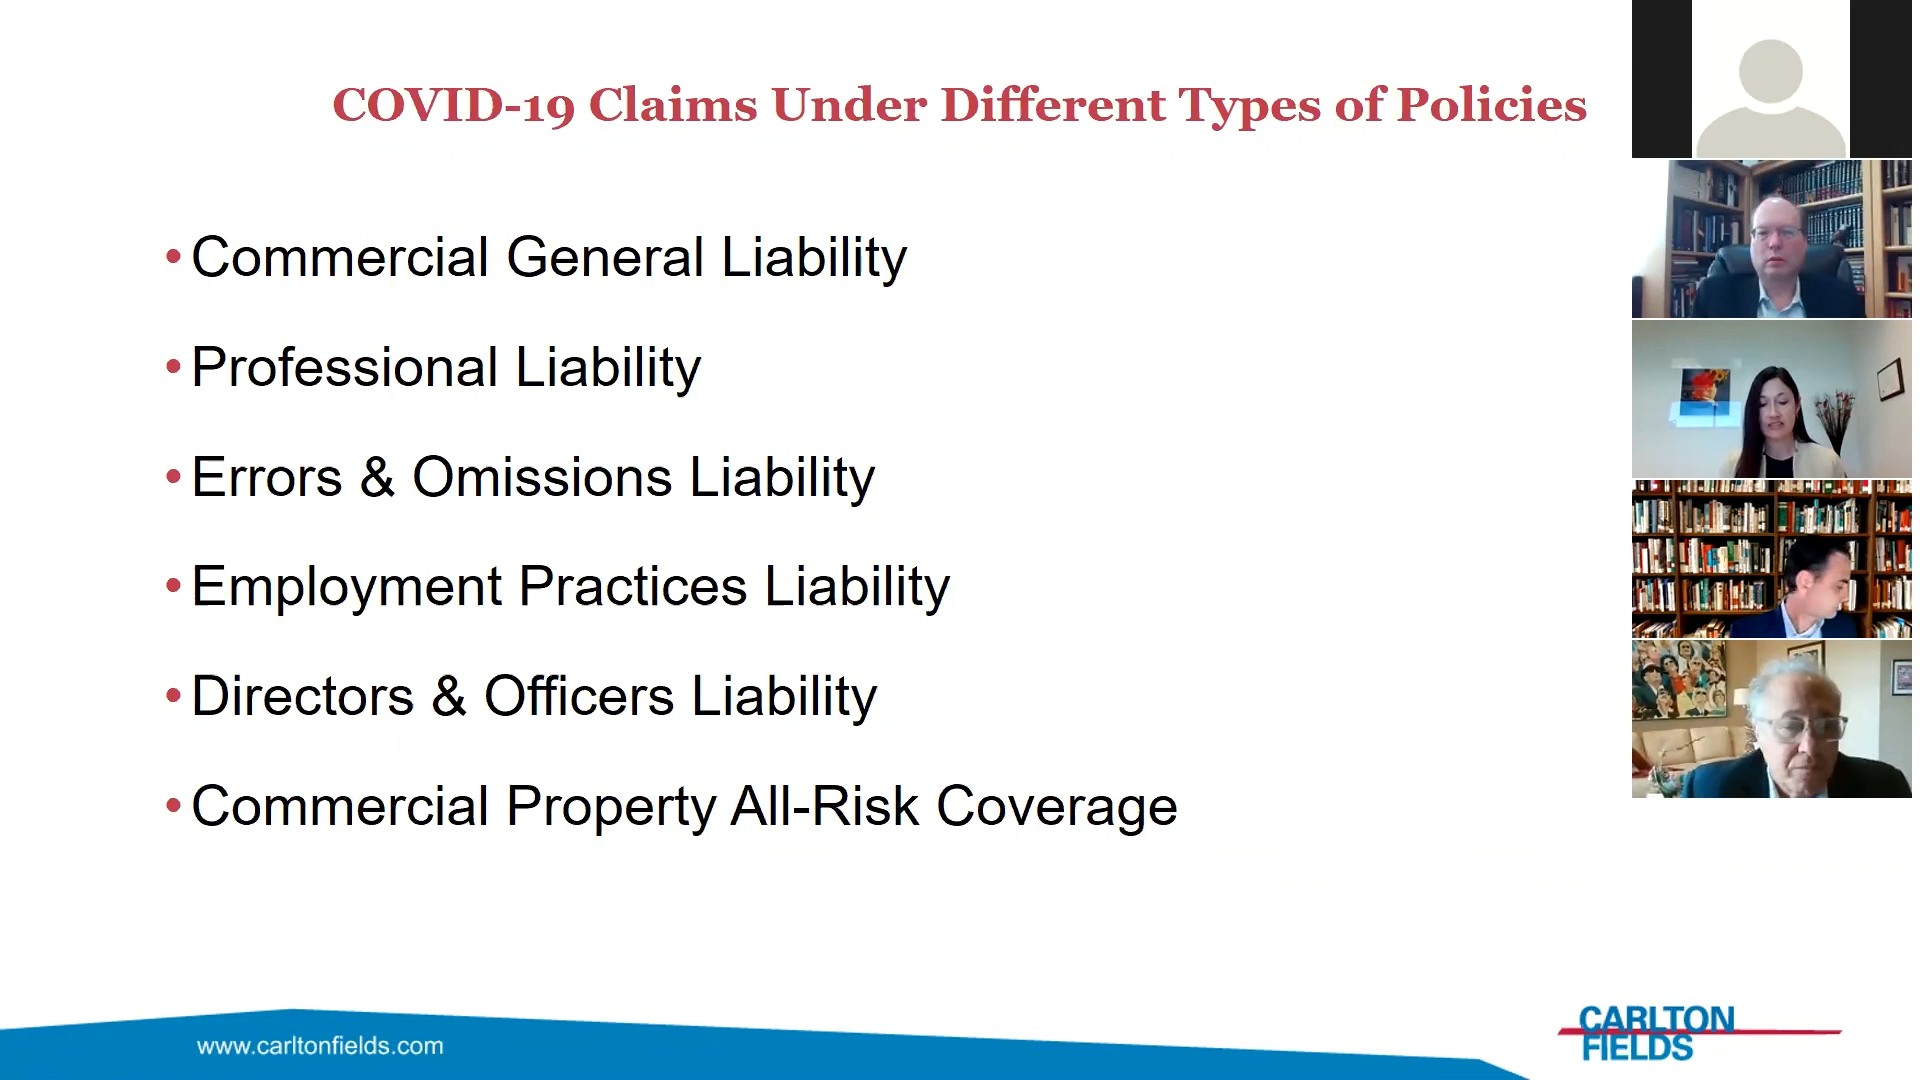 COVID-19 Claims Under Different Types of Policies
•Commercial General Liability
•Professional Liability
•Errors & Omissions Liability
•Employment Practices Liability
•Directors & Officers Liability
•Commercial Property All-Risk Coverage
www.carltonfields.com
CARLTON
FIELDS